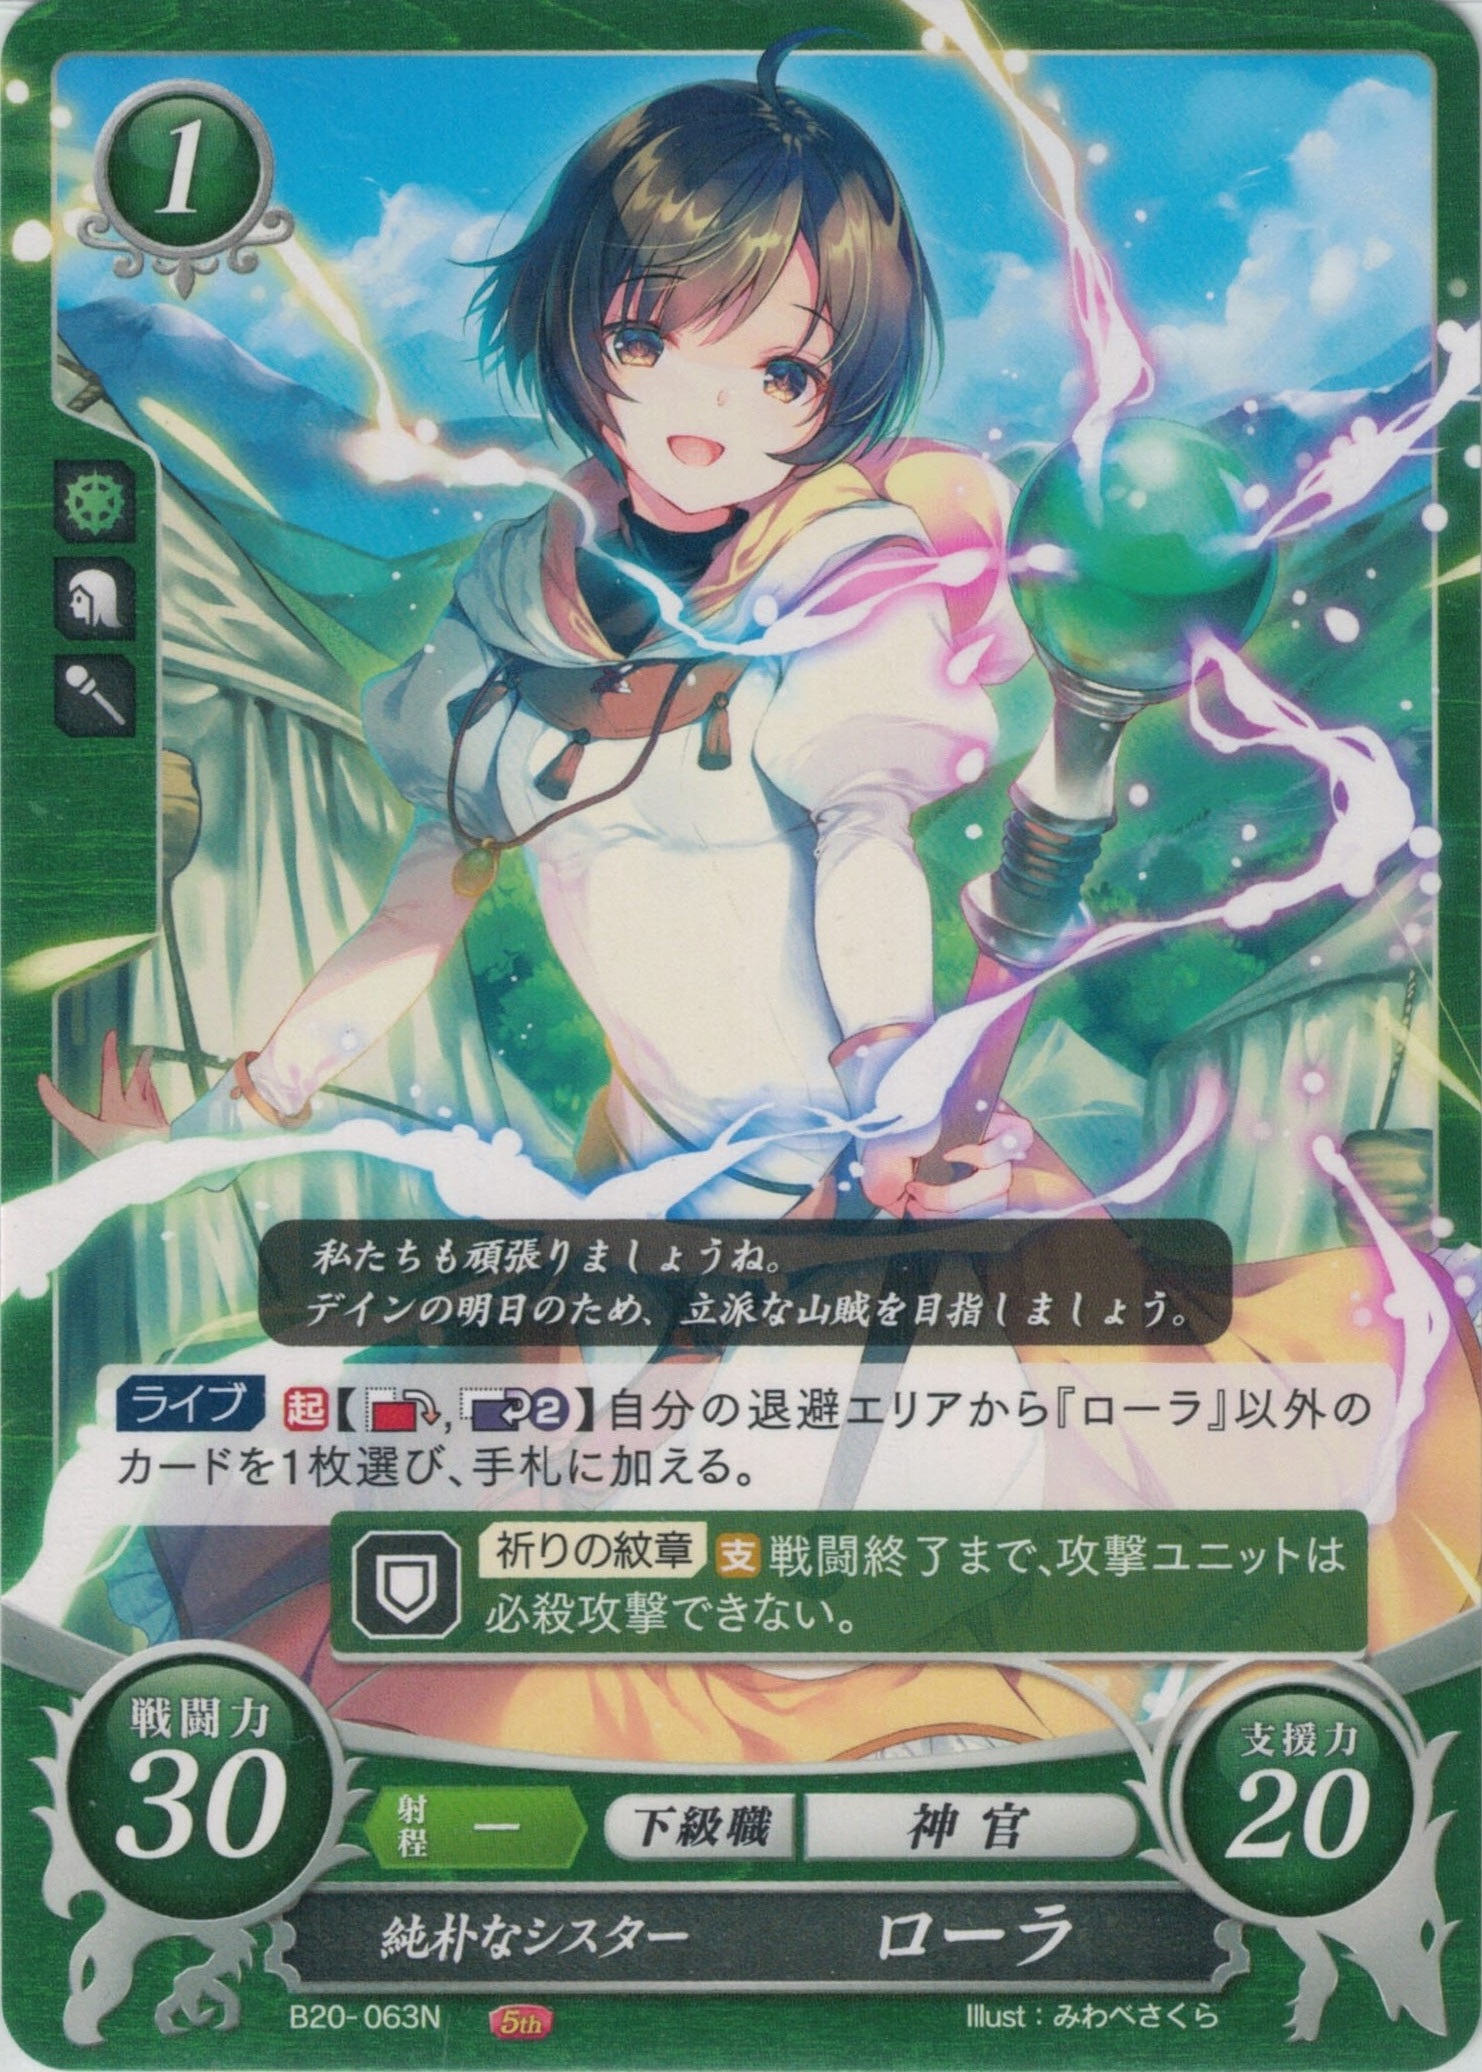 1
私たちも頑張りましょうね。
デインの明日のため、立派な山賊を目指しましょう。
ライブ 起【 , 2】自分の退避エリアから『ローラ』以外の
カードを1枚選び、手札に加える。
祈りの紋章 支 戦闘終了まで、攻撃ユニットは
必殺攻撃できない。
戦闘力
30
射程 一
下級職 神官
支援力
20
純朴なシスター ローラ
B20-063N 5th Illust：みわべさくら